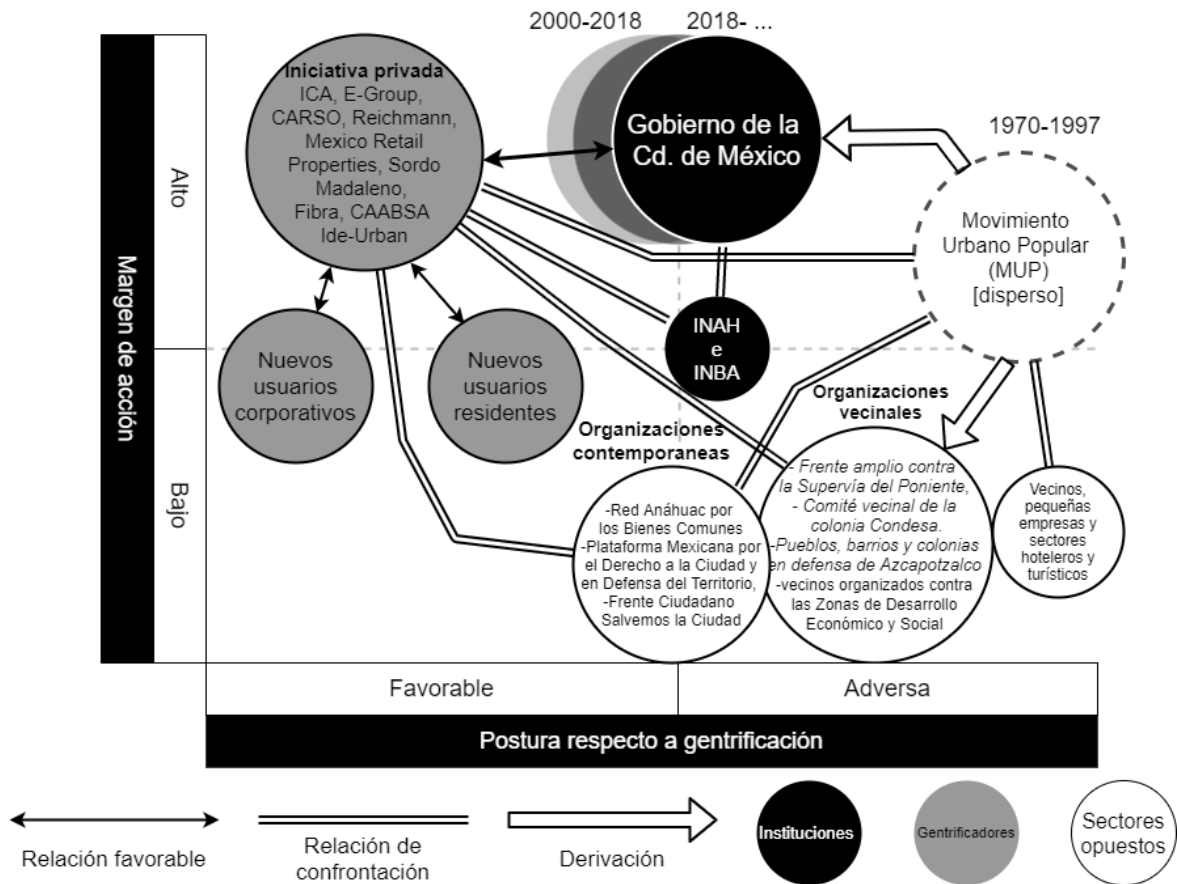 2000-2018
2018- ...
Iniciativa privada
ICA, E-Group,
CARSO, Reichmann,
Mexico Retail
Properties, Sordo
Madaleno,
Fibra, CAABSA
Ide-Urban
Gobierno de la
Cd. de México
1970-1997
Movimiento
Urbano Popular
(MUP)
[disperso]
Margen de acción
Alto
Bajo
Nuevos
usuarios
corporativos
Nuevos
usuarios
residentes
INAH
e
INBA
Organizaciones
contemporaneas
Organizaciones
vecinales
-Red Anáhuac por
los Bienes Comunes
-Plataforma Mexicana por
el Derecho a la Ciudad y
en Defensa del Territorio,
-Frente Ciudadano
Salvemos la Ciudad
- Frente amplio contra
la Supervía del Poniente,
- Comité vecinal de la
colonia Condesa.
-Pueblos, barrios y colonias
en defensa de Azcapotzalco
-vecinos organizados contra
las Zonas de Desarrollo
Económico y Social
Vecinos,
pequeñas
empresas y
sectores
hoteleros y
turísticos
Favorable
Adversa
Postura respecto a gentrificación
Relación favorable
Relación de
confrontación
Derivación
Instituciones
Gentrificadores
Sectores
opuestos